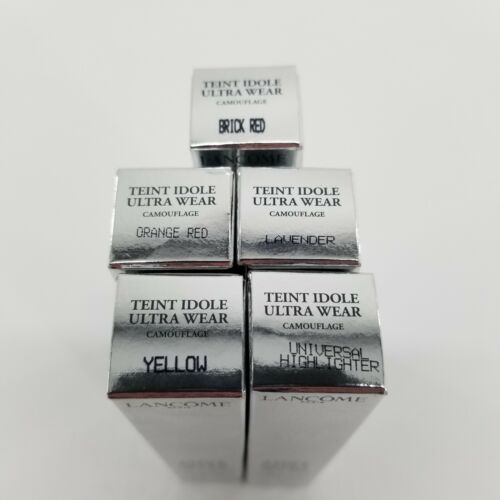 TEINT IDOLE
ULTRA WEAR
CAMOUFLAGE
BRICK RED
LANCOME
TEINT IDOLE
ULTRA WEAR
CAMOUFLAGE
ORANGE RED
TEINT IDOLE
ULTRA WEAR
CAMOUFLAGE
LAVENDER
TEINT IDOLE
ULTRA WEAR
CAMOUFLAGE
YELLOW
LANCOME
TEINT IDOLE
ULTRA WEAR
CAMOUFLAGE
UNIVERSAL
HIGHLIGHTER
LANCOME